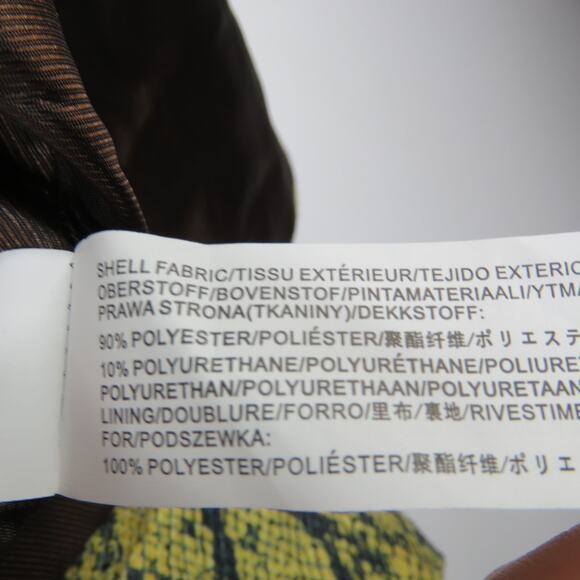 SHELL FABRIC/TISSU EXTÉRIEUR/TEJIDO EXTERIC
OBERSTOFF/BOVENSTOF/PINTAMATERIAALI/YTMA
PRAWA STRONA(TKANINY)/DEKKSTOFF:
90% POLYESTER/POLIÉSTER/聚酯纤维/ポリエステ
10% POLYURETHANE/POLYURÉTHANE/POLIURET
POLYURETHAN/POLYURETHAAN/POLYURETAAN
LINING/DOUBLURE/FORRO/里布/裏地/RIVESTIME
FOR/PODSZEWKA:
100% POLYESTER/POLIÉSTER/聚酯纤维/ポリエ